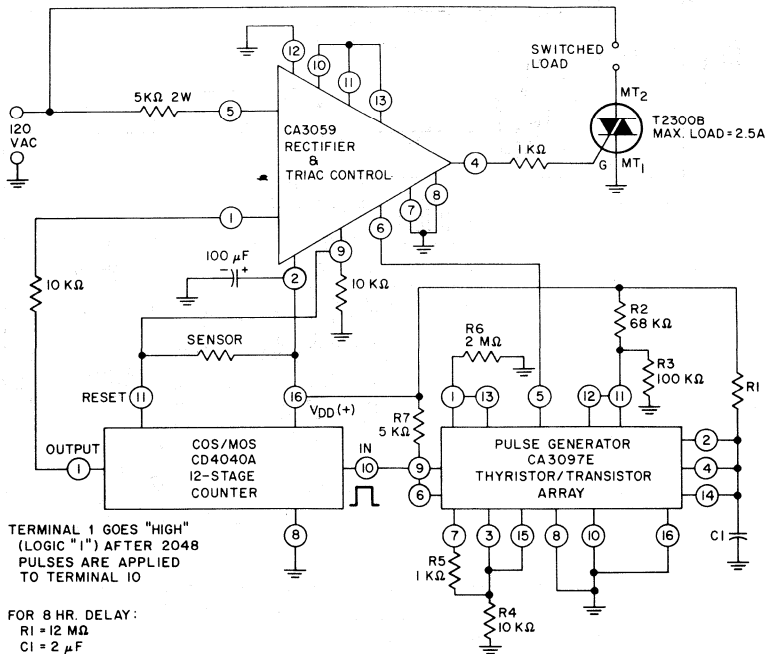 12
10
11
13
SWITCHED
LOAD
MT2
5KΩ 2W
5
120
VAC
CA3059
RECTIFIER
&
TRIAC CONTROL
4
1 KΩ
G
T2300B
MAX. LOAD = 2.5A
MT1
1
8
7
6
9
100 µF
- +
2
10 KΩ
10 KΩ
SENSOR
R6
2 MΩ
R2
68 KΩ
R3
100 KΩ
R1
RESET
11
16
VDD (+)
R7
5 KΩ
1
13
5
12
11
OUTPUT
1
COS/MOS
CD4040A
12-STAGE
COUNTER
IN
10
9
6
PULSE GENERATOR
CA3097E
THYRISTOR/TRANSISTOR
ARRAY
2
4
14
8
7
3
15
8
10
16
C1
R5
1 KΩ
R4
10 KΩ
TERMINAL 1 GOES "HIGH"
(LOGIC "1") AFTER 2048
PULSES ARE APPLIED
TO TERMINAL 10
FOR 8 HR. DELAY:
R1 = 12 MΩ
C1 = 2 µF